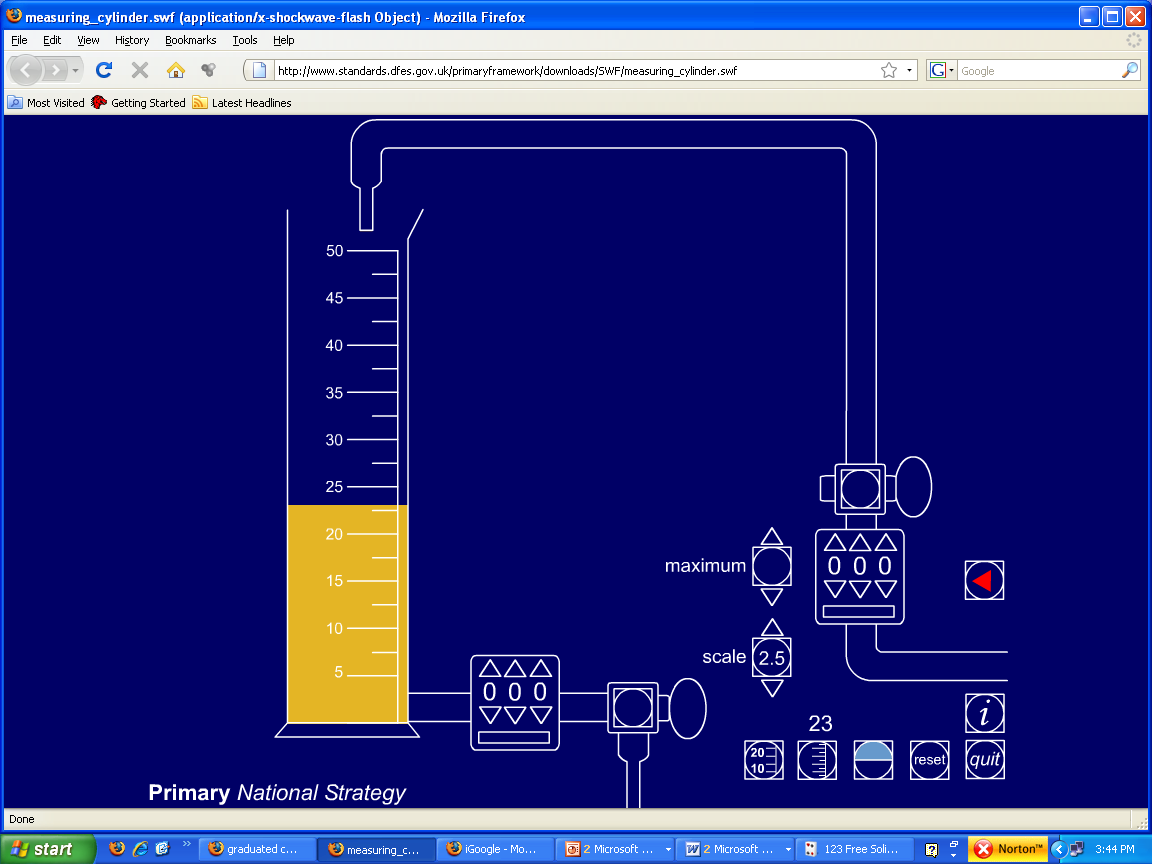 measuring_cylinder.swf (application/x-shockwave-flash Object) - Mozilla Firefox
File Edit View History Bookmarks Tools Help
http://www.standards.dfes.gov.uk/primaryframework/downloads/SWF/measuring_cylinder.swf
G Google
Most Visited Getting Started Latest Headlines
50
45
40
35
30
25
20
15
10
5
maximum
0 0 0
scale 2.5
0 0 0
23
i
20
10
reset
quit
Primary National Strategy
Done
start
»
graduated c...
measuring_c...
iGoogle - Mo...
2 Microsoft ...
2 Microsoft ...
123 Free Soli...
?
Norton™
3:44 PM